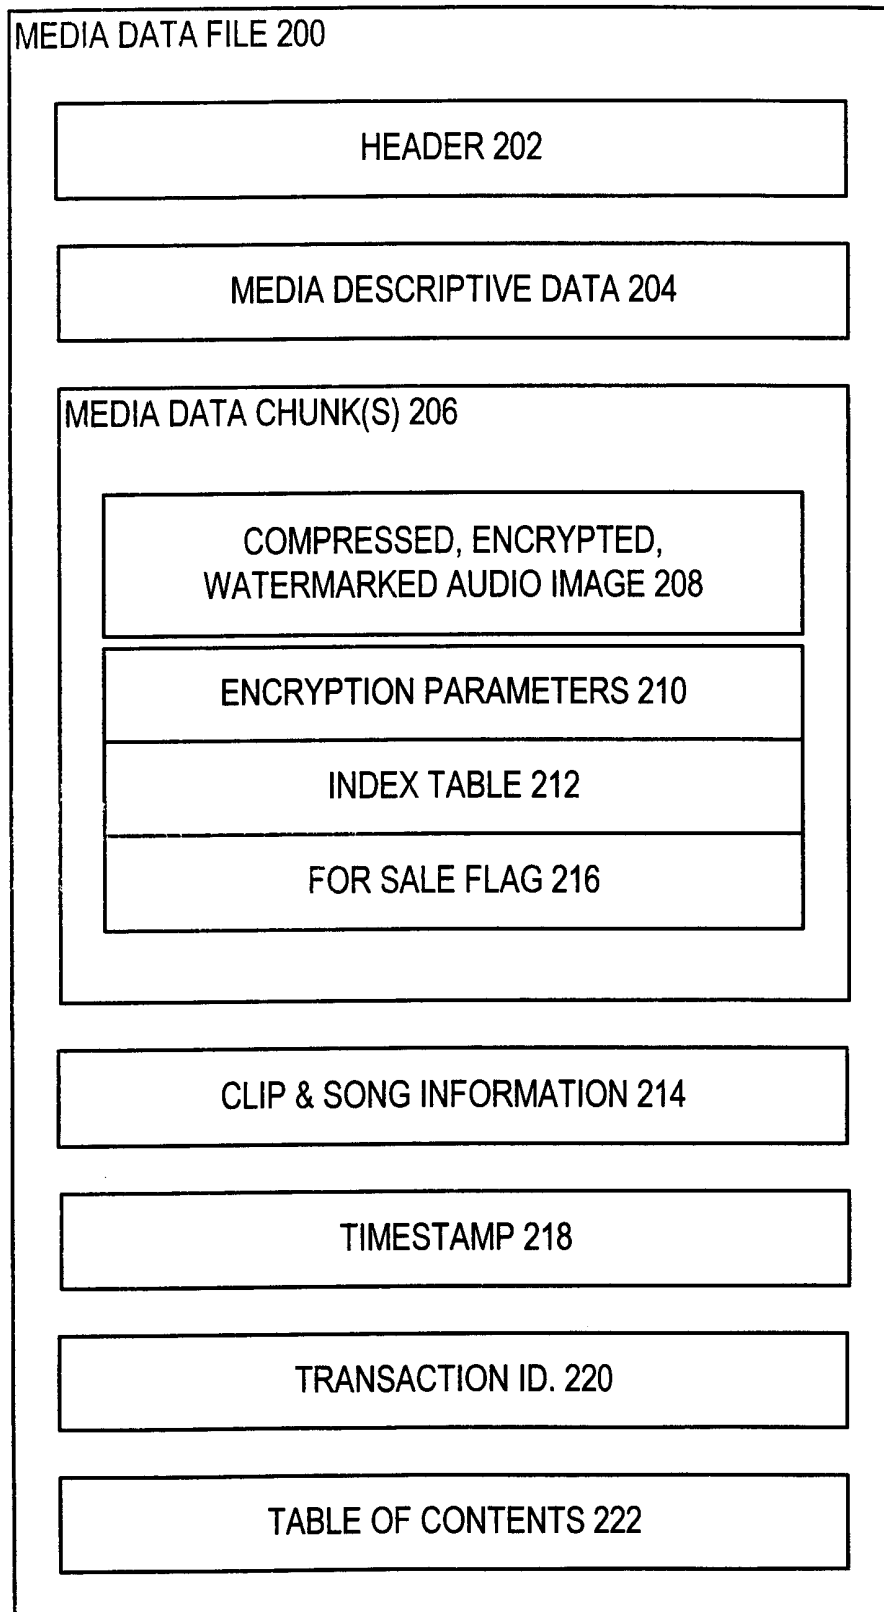 MEDIA DATA FILE 200
HEADER 202
MEDIA DESCRIPTIVE DATA 204
MEDIA DATA CHUNK(S) 206
COMPRESSED, ENCRYPTED,
WATERMARKED AUDIO IMAGE 208
ENCRYPTION PARAMETERS 210
INDEX TABLE 212
FOR SALE FLAG 216
CLIP & SONG INFORMATION 214
TIMESTAMP 218
TRANSACTION ID. 220
TABLE OF CONTENTS 222